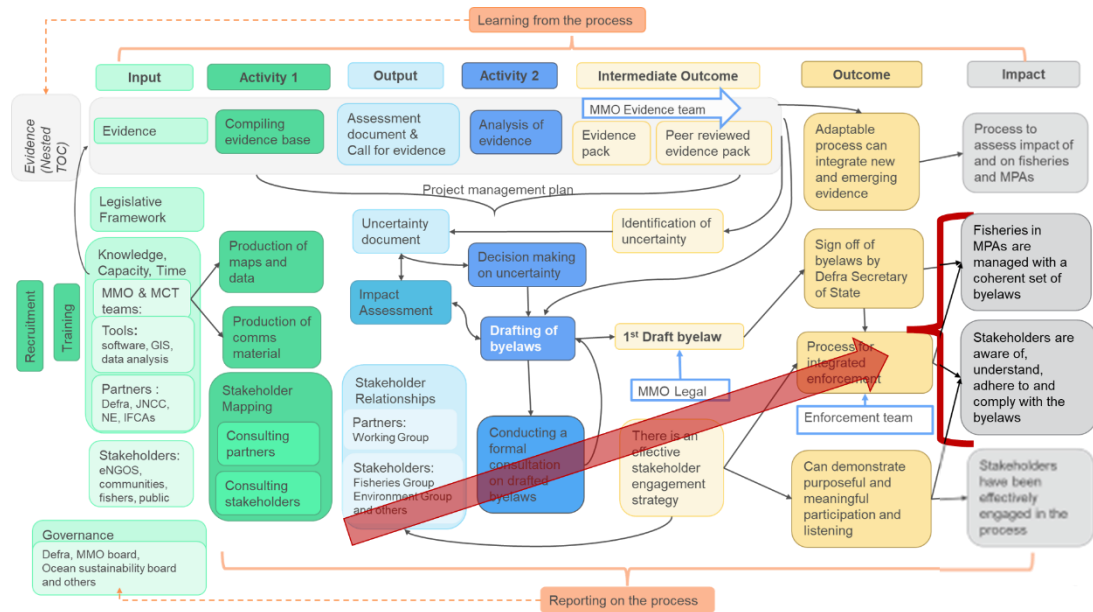 Learning from the process
Input
Activity 1
Output
Activity 2
Intermediate Outcome
Outcome
Impact
Evidence
(Nested
TOC)
Evidence
Compiling
evidence base
Assessment
document &
Call for evidence
Analysis of
evidence
MMO Evidence team
Evidence
pack
Peer reviewed
evidence pack
Adaptable
process can
integrate new
and emerging
evidence
Process to
assess impact of
and on fisheries
and MPAs
Project management plan
Legislative
Framework
Uncertainty
document
Identification of
uncertainty
Knowledge,
Capacity, Time
MMO & MCT
teams:
Tools:
software, GIS,
data analysis
Partners :
Defra, JNCC,
NE, IFCAs
Recruitment
Training
Production of
maps and
data
Production of
comms
material
Decision making
on uncertainty
Impact
Assessment
Drafting of
byelaws
1st Draft byelaw
MMO Legal
Sign off of
byelaws by
Defra Secretary
of State
Process for
integrated
enforcement
Enforcement team
Fisheries in
MPAs are
managed with a
coherent set of
byelaws
Stakeholders are
aware of,
understand,
adhere to and
comply with the
byelaws
Stakeholders:
eNGOS,
communities,
fishers, public
Stakeholder
Mapping
Consulting
partners
Consulting
stakeholders
Stakeholder
Relationships
Partners:
Working Group
Stakeholders:
Fisheries Group
Environment Group
and others
Conducting a
formal
consultation
on drafted
byelaws
There is an
effective
stakeholder
engagement
strategy
Can demonstrate
purposeful and
meaningful
participation and
listening
Stakeholders
have been
effectively
engaged in the
process
Governance
Defra, MMO board,
Ocean sustainability board
and others
Reporting on the process